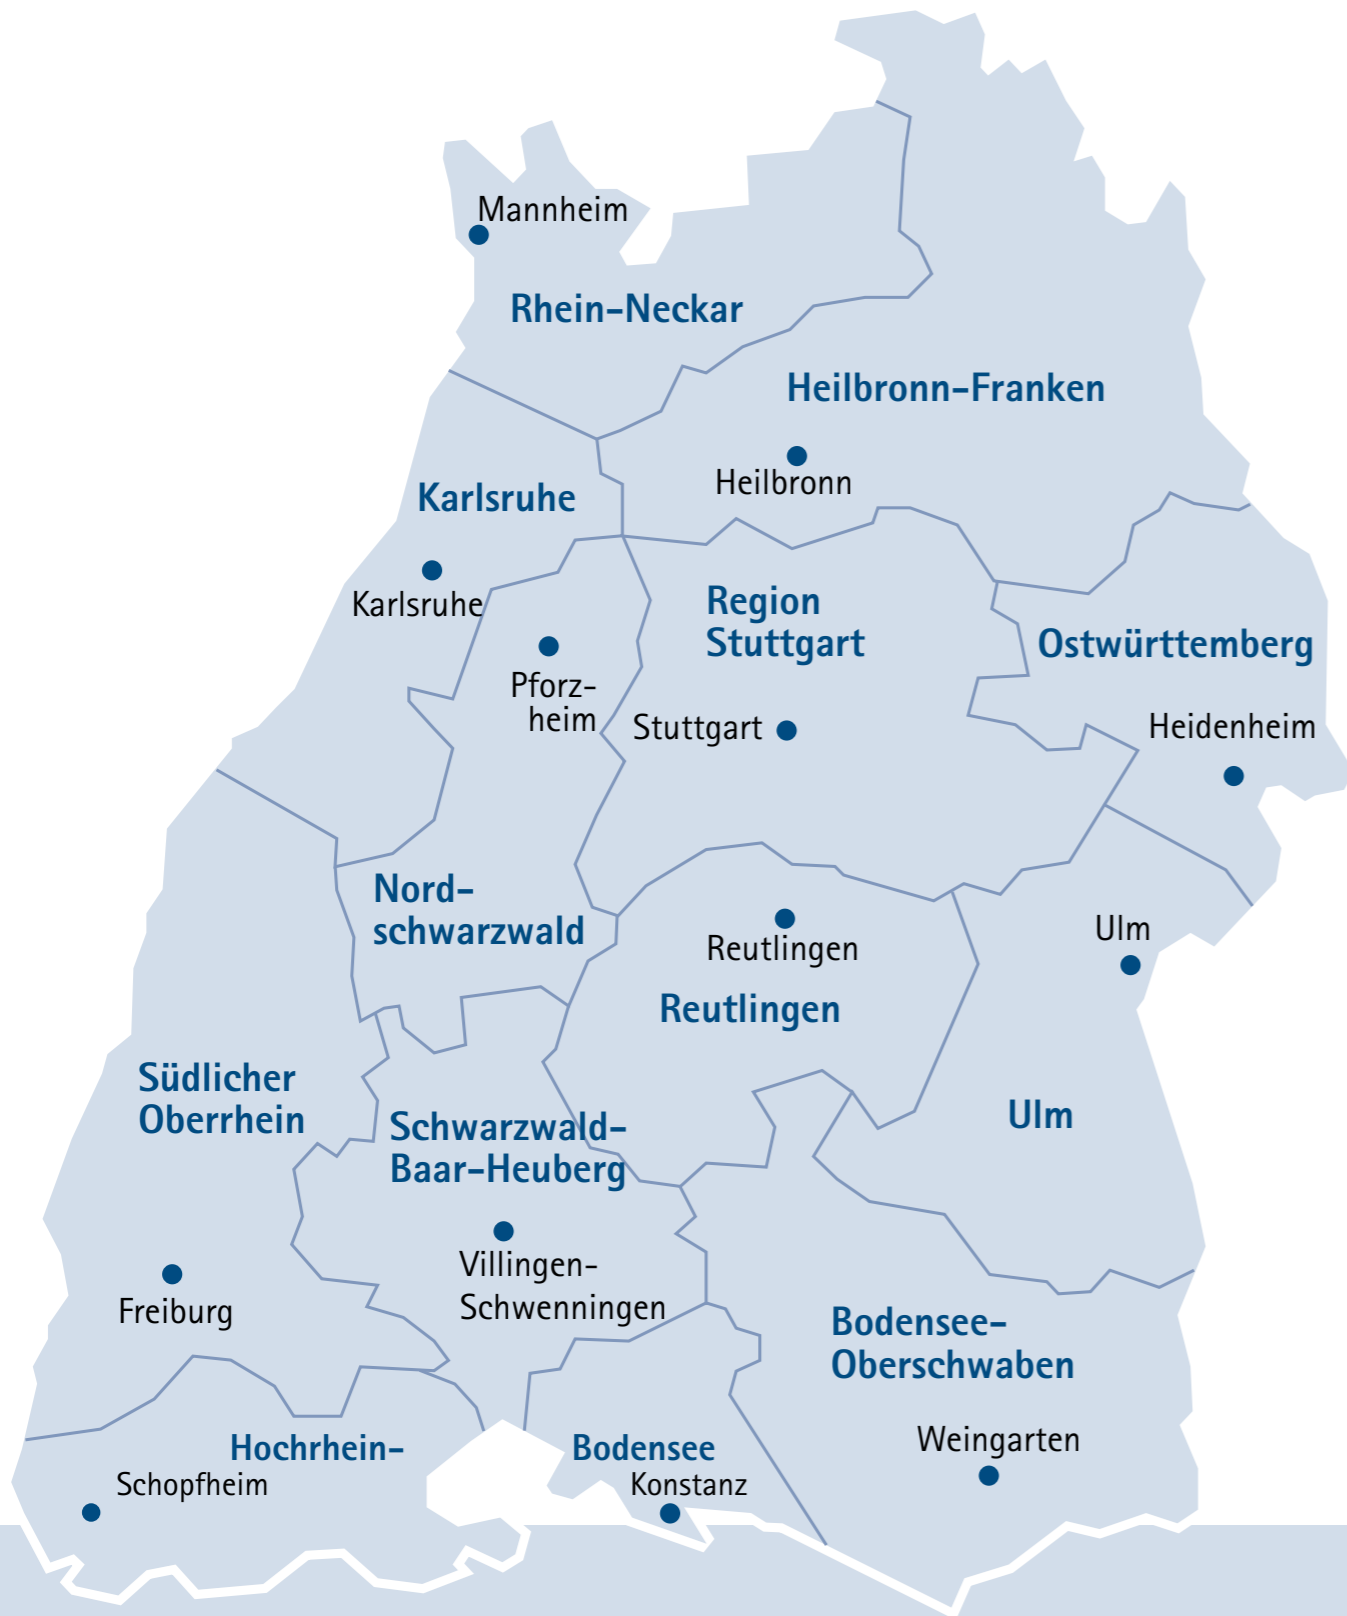 Mannheim
Rhein-Neckar
Heilbronn-Franken
Heilbronn
Karlsruhe
Karlsruhe
Region
Stuttgart
Ostwürttemberg
Pforz-
heim
Stuttgart
Heidenheim
Nord-
schwarzwald
Reutlingen
Reutlingen
Ulm
Ulm
Südlicher
Oberrhein
Schwarzwald-
Baar-Heuberg
Villingen-
Schwenningen
Freiburg
Bodensee-
Oberschwaben
Weingarten
Hochrhein-
Bodensee
Schopfheim
Konstanz